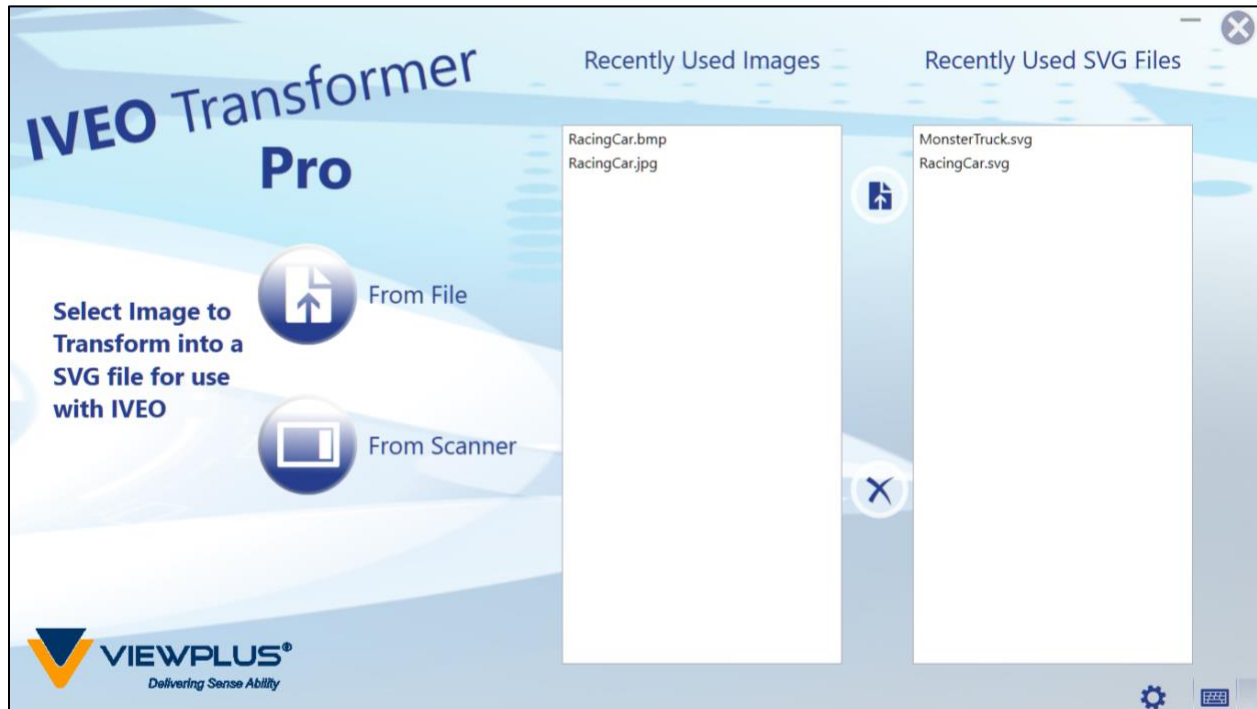 IVEO Transformer
Pro
Select Image to
Transform into a
SVG file for use
with IVEO
From File
From Scanner
Recently Used Images
RacingCar.bmp
RacingCar.jpg
Recently Used SVG Files
MonsterTruck.svg
RacingCar.svg
VIEWPLUS®
Delivering Sense Ability